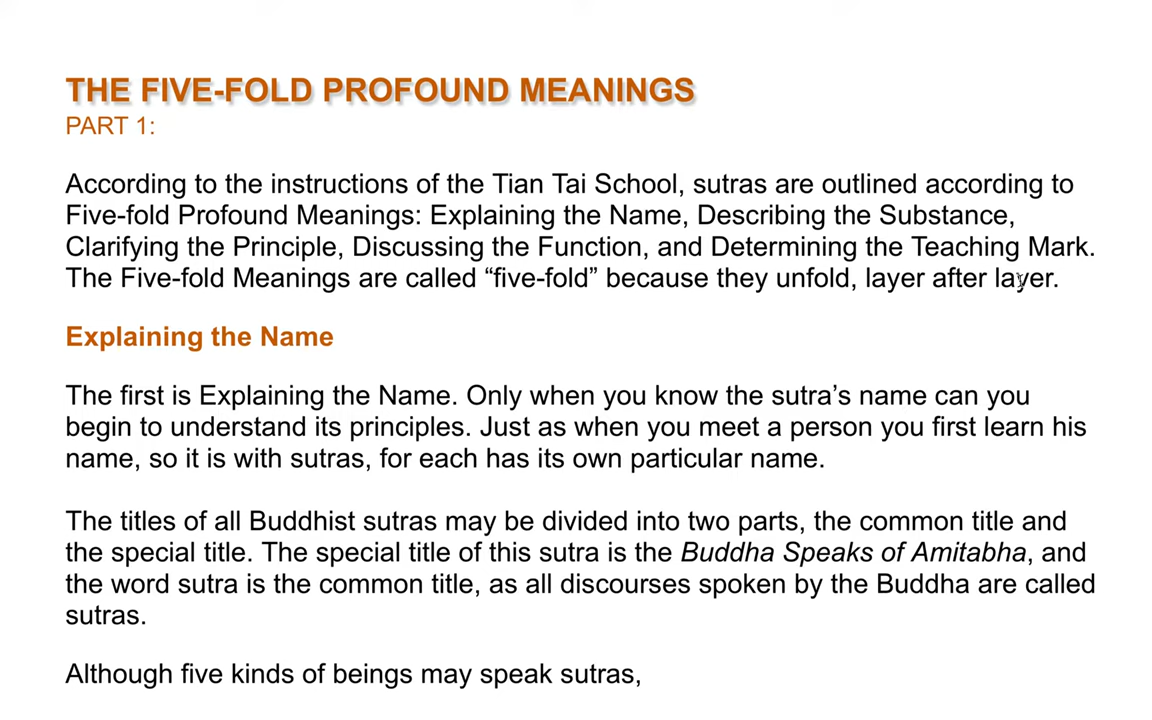 THE FIVE-FOLD PROFOUND MEANINGS
PART 1:
According to the instructions of the Tian Tai School, sutras are outlined according to
Five-fold Profound Meanings: Explaining the Name, Describing the Substance,
Clarifying the Principle, Discussing the Function, and Determining the Teaching Mark.
The Five-fold Meanings are called “five-fold” because they unfold, layer after layer.
Explaining the Name
The first is Explaining the Name. Only when you know the sutra’s name can you
begin to understand its principles. Just as when you meet a person you first learn his
name, so it is with sutras, for each has its own particular name.
The titles of all Buddhist sutras may be divided into two parts, the common title and
the special title. The special title of this sutra is the Buddha Speaks of Amitabha, and
the word sutra is the common title, as all discourses spoken by the Buddha are called
sutras.
Although five kinds of beings may speak sutras,